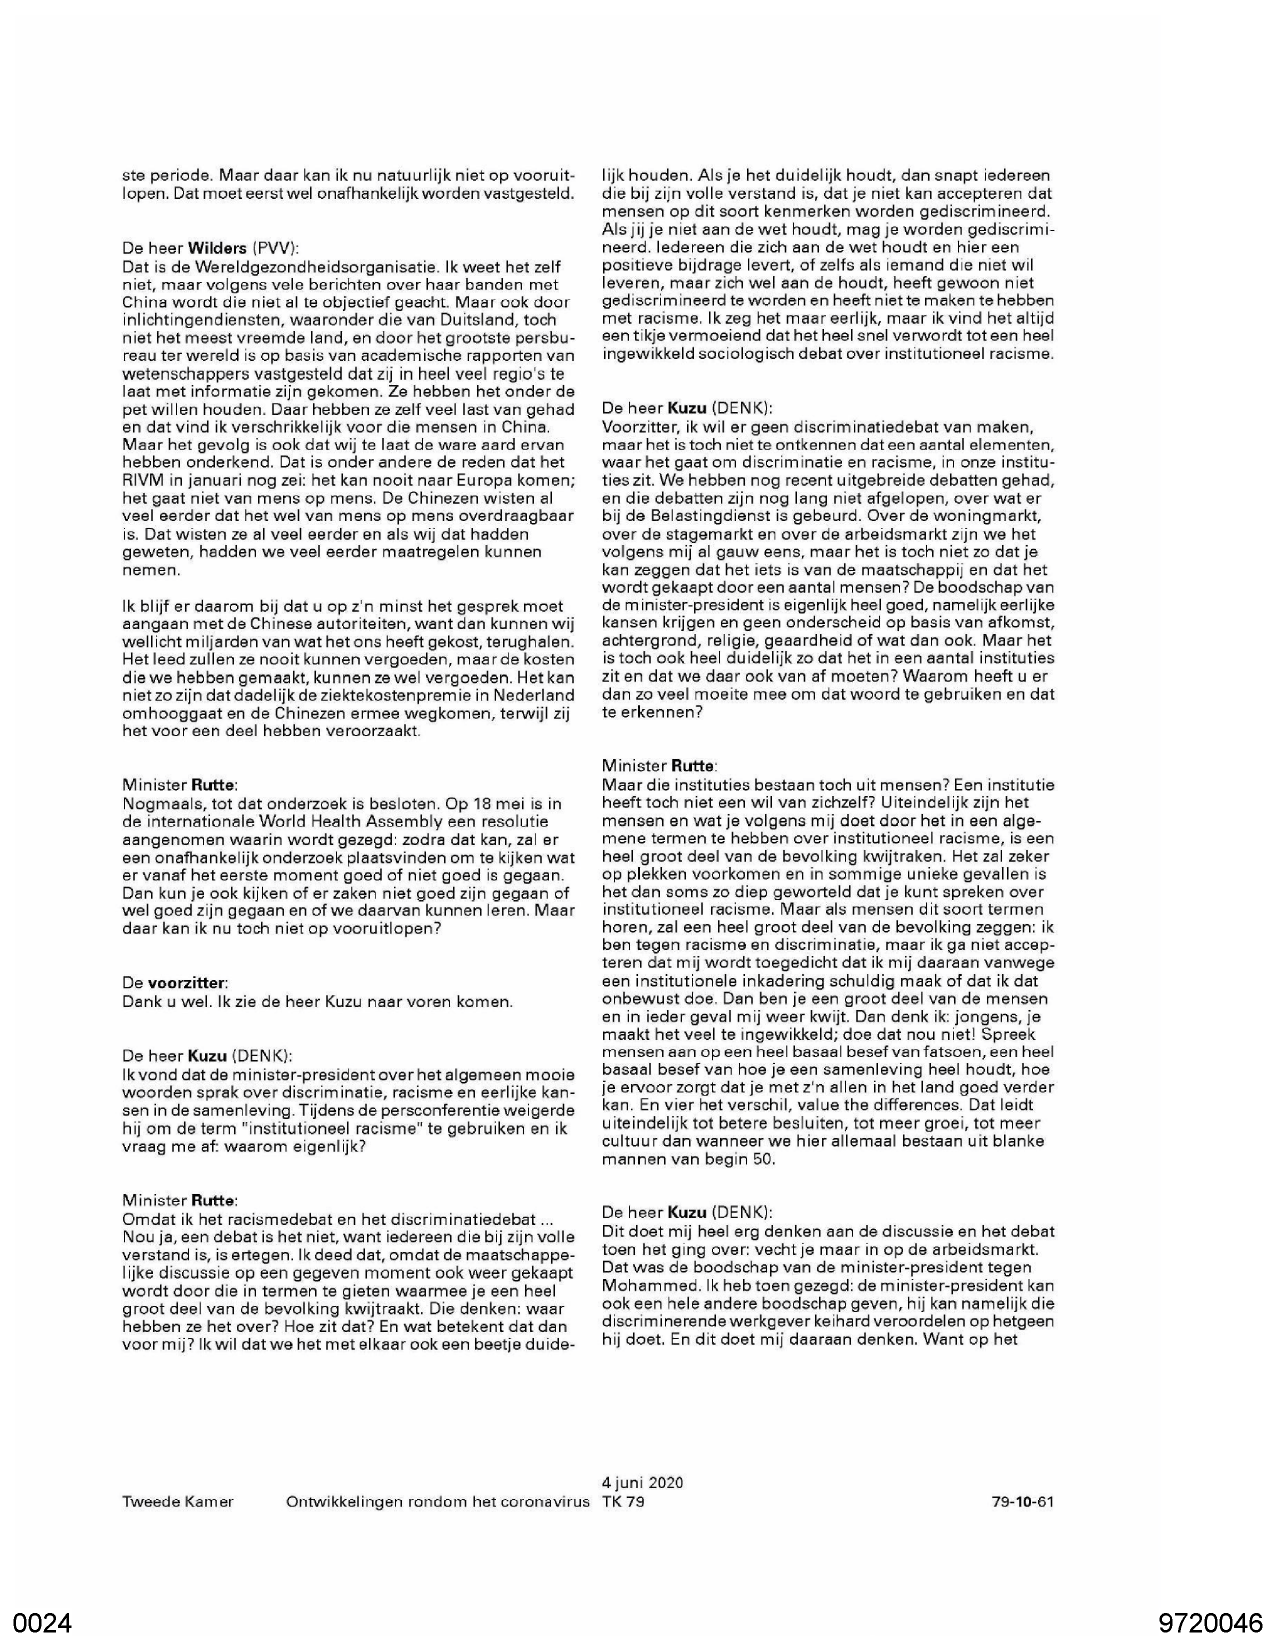 ste periode. Maar daar kan ik nu natuurlijk niet op vooruit-
lopen. Dat moet eerst wel onafhankelijk worden vastgesteld.
De heer Wilders (PVV):
Dat is de Wereldgezondheidsorganisatie. Ik weet het zelf
niet, maar volgens vele berichten over haar banden met
China wordt die niet al te objectief geacht. Maar ook door
inlichtingendiensten, waaronder die van Duitsland, toch
niet het meest vreemde land, en door het grootste persbu-
reau ter wereld is op basis van academische rapporten van
wetenschappers vastgesteld dat zij in heel veel regio's te
laat met informatie zijn gekomen. Ze hebben het onder de
pet willen houden. Daar hebben ze zelf veel last van gehad
en dat vind ik verschrikkelijk voor die mensen in China.
Maar het gevolg is ook dat wij te laat de ware aard ervan
hebben onderkend. Dat is onder andere de reden dat het
RIVM in januari nog zei: het kan nooit naar Europa komen;
het gaat niet van mens op mens. De Chinezen wisten al
veel eerder dat het wel van mens op mens overdraagbaar
is. Dat wisten ze al veel eerder en als wij dat hadden
geweten, hadden we veel eerder maatregelen kunnen
nemen.
Ik blijf er daarom bij dat u op z'n minst het gesprek moet
aangaan met de Chinese autoriteiten, want dan kunnen wij
wellicht miljarden van wat het ons heeft gekost, terughalen.
Het leed zullen ze nooit kunnen vergoeden, maar de kosten
die we hebben gemaakt, kunnen ze wel vergoeden. Het kan
niet zo zijn dat dadelijk de ziektekostenpremie in Nederland
omhooggaat en de Chinezen ermee wegkomen, terwijl zij
het voor een deel hebben veroorzaakt.
Minister Rutte:
Nogmaals, tot dat onderzoek is besloten. Op 18 mei is in
de internationale World Health Assembly een resolutie
aangenomen waarin wordt gezegd: zodra dat kan, zal er
een onafhankelijk onderzoek plaatsvinden om te kijken wat
er vanaf het eerste moment goed of niet goed is gegaan.
Dan kun je ook kijken of er zaken niet goed zijn gegaan of
wel goed zijn gegaan en of we daarvan kunnen leren. Maar
daar kan ik nu toch niet op vooruitlopen?
De voorzitter:
Dank u wel. Ik zie de heer Kuzu naar voren komen.
De heer Kuzu (DENK):
Ik vond dat de minister-president over het algemeen mooie
woorden sprak over discriminatie, racisme en eerlijke kan-
sen in de samenleving. Tijdens de persconferentie weigerde
hij om de term "institutioneel racisme" te gebruiken en ik
vraag me af: waarom eigenlijk?
Minister Rutte:
Omdat ik het racismedebat en het discriminatiedebat ...
Nou ja, een debat is het niet, want iedereen die bij zijn volle
verstand is, is ertegen. Ik deed dat, omdat de maatschappe-
lijke discussie op een gegeven moment ook weer gekaapt
wordt door die in termen te gieten waarmee je een heel
groot deel van de bevolking kwijtraakt. Die denken: waar
hebben ze het over? Hoe zit dat? En wat betekent dat dan
voor mij? Ik wil dat we het met elkaar ook een beetje duide-
lijk houden. Als je het duidelijk houdt, dan snapt iedereen
die bij zijn volle verstand is, dat je niet kan accepteren dat
mensen op dit soort kenmerken worden gediscrimineerd.
Als jij je niet aan de wet houdt, mag je worden gediscrimi-
neerd. Iedereen die zich aan de wet houdt en hier een
positieve bijdrage levert, of zelfs als iemand die niet wil
leveren, maar zich wel aan de houdt, heeft gewoon niet
gediscrimineerd te worden en heeft niet te maken te hebben
met racisme. Ik zeg het maar eerlijk, maar ik vind het altijd
een tikje vermoeiend dat het heel snel verwordt tot een heel
ingewikkeld sociologisch debat over institutioneel racisme.
De heer Kuzu (DENK):
Voorzitter, ik wil er geen discriminatiedebat van maken,
maar het is toch niet te ontkennen dat een aantal elementen,
waar het gaat om discriminatie en racisme, in onze institu-
ties zit. We hebben nog recent uitgebreide debatten gehad,
en die debatten zijn nog lang niet afgelopen, over wat er
bij de Belastingdienst is gebeurd. Over de woningmarkt,
over de stagemarkt en over de arbeidsmarkt zijn we het
volgens mij al gauw eens, maar het is toch niet zo dat je
kan zeggen dat het iets is van de maatschappij en dat het
wordt gekaapt door een aantal mensen? De boodschap van
de minister-president is eigenlijk heel goed, namelijk eerlijke
kansen krijgen en geen onderscheid op basis van afkomst,
achtergrond, religie, geaardheid of wat dan ook. Maar het
is toch ook heel duidelijk zo dat het in een aantal instituties
zit en dat we daar ook van af moeten? Waarom heeft u er
dan zo veel moeite mee om dat woord te gebruiken en dat
te erkennen?
Minister Rutte:
Maar die instituties bestaan toch uit mensen? Een institutie
heeft toch niet een wil van zichzelf? Uiteindelijk zijn het
mensen en wat je volgens mij doet door het in een alge-
mene termen te hebben over institutioneel racisme, is een
heel groot deel van de bevolking kwijtraken. Het zal zeker
op plekken voorkomen en in sommige unieke gevallen is
het dan soms zo diep geworteld dat je kunt spreken over
institutioneel racisme. Maar als mensen dit soort termen
horen, zal een heel groot deel van de bevolking zeggen: ik
ben tegen racisme en discriminatie, maar ik ga niet accep-
teren dat mij wordt toegedicht dat ik mij daaraan vanwege
een institutionele inkadering schuldig maak of dat ik dat
onbewust doe. Dan ben je een groot deel van de mensen
en in ieder geval mij weer kwijt. Dan denk ik: jongens, je
maakt het veel te ingewikkeld; doe dat nou niet! Spreek
mensen aan op een heel basaal besef van fatsoen, een heel
basaal besef van hoe je een samenleving heel houdt, hoe
je ervoor zorgt dat je met z'n allen in het land goed verder
kan. En vier het verschil, value the differences. Dat leidt
uiteindelijk tot betere besluiten, tot meer groei, tot meer
cultuur dan wanneer we hier allemaal bestaan uit blanke
mannen van begin 50.
De heer Kuzu (DENK):
Dit doet mij heel erg denken aan de discussie en het debat
toen het ging over: vecht je maar in op de arbeidsmarkt.
Dat was de boodschap van de minister-president tegen
Mohammed. Ik heb toen gezegd: de minister-president kan
ook een hele andere boodschap geven, hij kan namelijk die
discriminerende werkgever keihard veroordelen op hetgeen
hij doet. En dit doet mij daaraan denken. Want op het
4 juni 2020
Tweede Kamer Ontwikkelingen rondom het coronavirus TK 79 79-10-61
0024 9720046